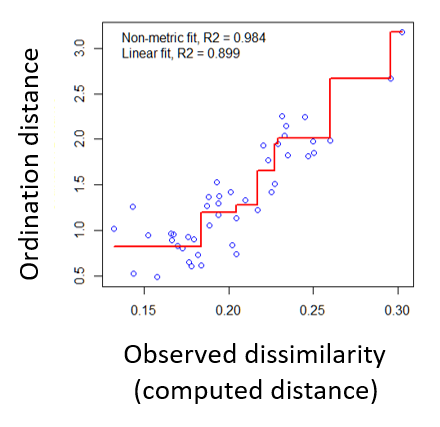 Non-metric fit, R2 = 0.984
Linear fit, R2 = 0.899
Ordination distance
3.0
2.5
2.0
1.5
1.0
0.5
0.15 0.20 0.25 0.30
Observed dissimilarity
(computed distance)